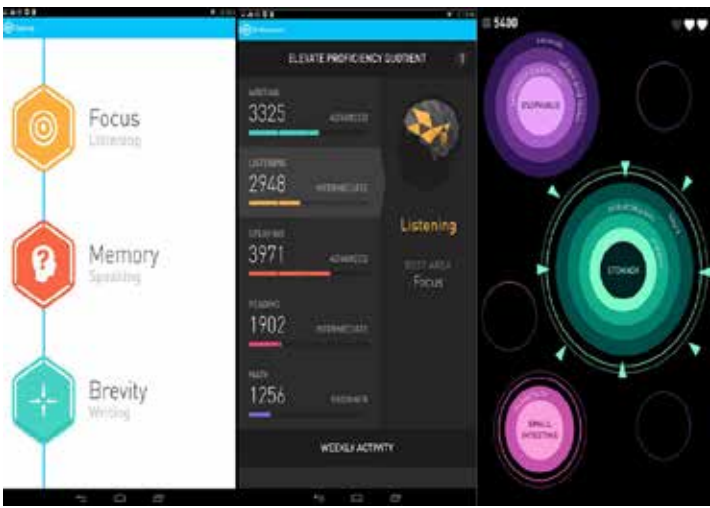 Focus
Listening
Memory
Speaking
Brevity
Writing
ELEVATE PROFICIENCY QUOTIENT
WRITING
3325 ADVANCED
LISTENING
2948 INTERMEDIATE
SPEAKING
3971 ADVANCED
READING
1902 INTERMEDIATE
MATH
1256 BEGINNER
Listening
BEST AREA
Focus
WEEKLY ACTIVITY
5400
ESOPHAGUS
STOMACH
SMALL
INTESTINE